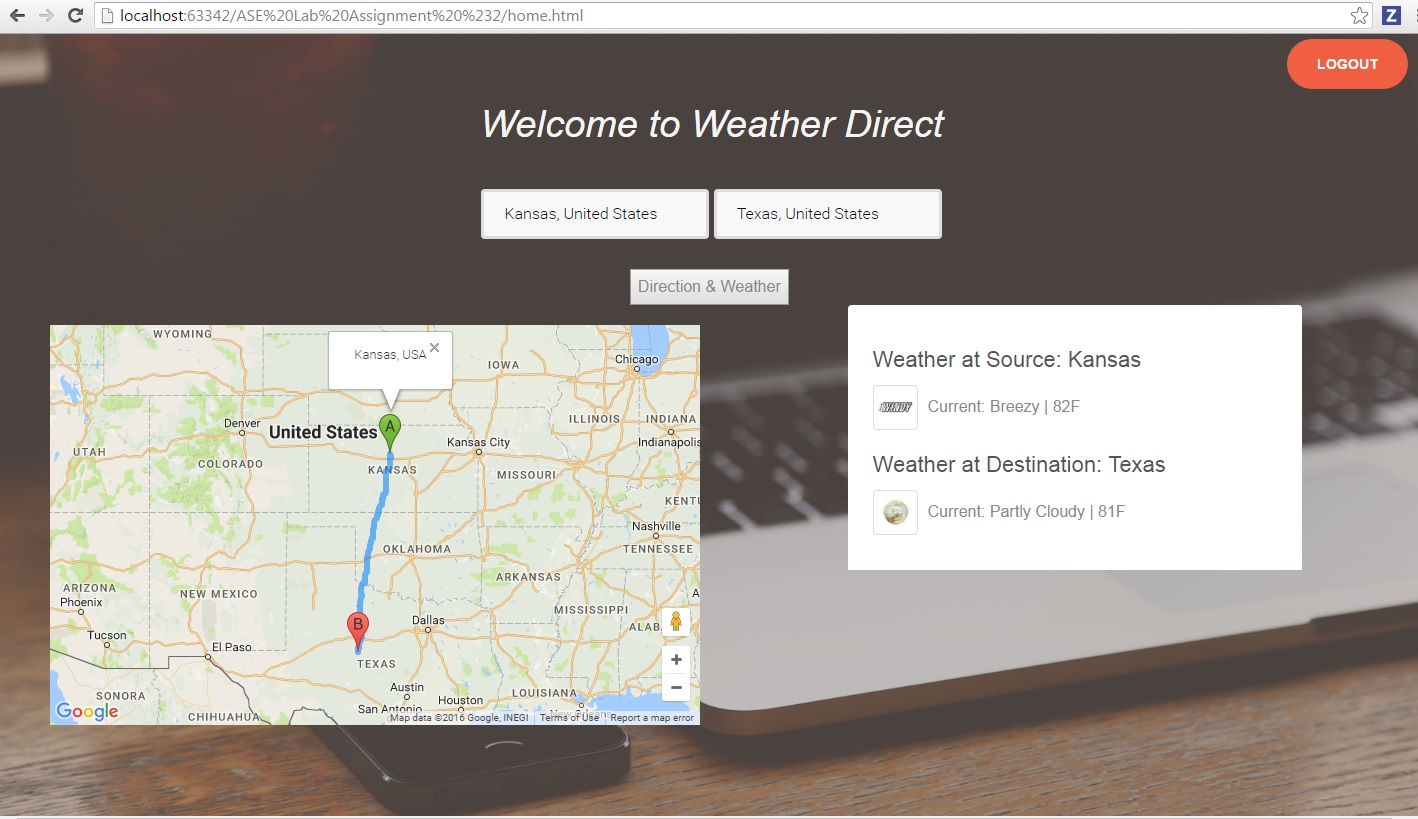 localhost:63342/ASE%20Lab%20Assignment%20%232/home.html
Z
LOGOUT
Welcome to Weather Direct
Kansas, United States
Texas, United States
Direction & Weather
WYOMING
Kansas, USA
IOWA
Chicago
Denver
United States
A
ILLINOIS
INDIANA
Kansas City
Indianapolis
UTAH
COLORADO
KANSAS
MISSOURI
KENTU
Nashville
OKLAHOMA
TENNESSEE
ARKANSAS
ARIZONA
NEW MEXICO
Phoenix
MISSISSIPPI
B
Dallas
ALAB
Tucson
El Paso
TEXAS
SONORA
Austin
LOUISIANA
Houston
San Antonio
New Orleans
CHIHUAHUA
Google
Map data ©2016 Google, INEGI
Terms of Use
Report a map error
Weather at Source: Kansas
WINDY
Current: Breezy | 82F
Weather at Destination: Texas
Current: Partly Cloudy | 81F